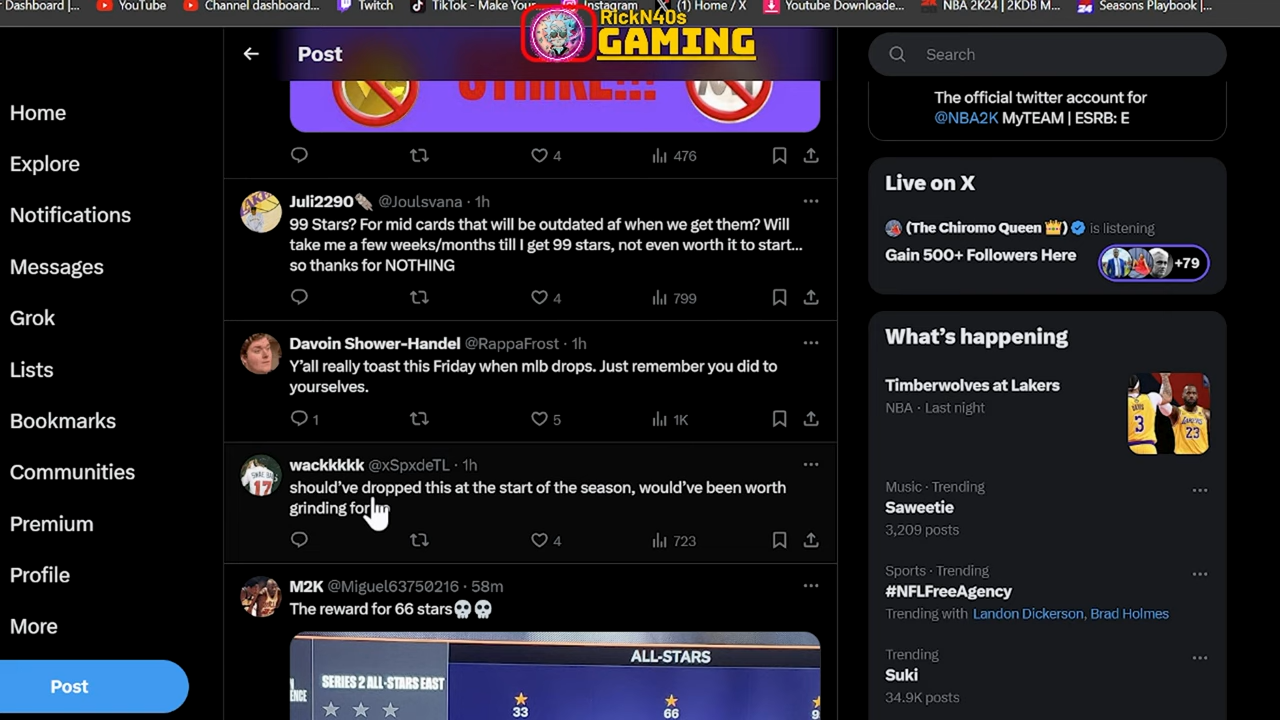 r Dashboard |...
YouTube
Channel dashboard...
Twitch
TikTok - Make Your...
Instagram
(1) Home / X
Youtube Downloade...
NBA 2K24 | 2KDB M...
Seasons Playbook |...
RickN40s
GAMING
Post
Search
Home
Explore
Notifications
Messages
Grok
Lists
Bookmarks
Communities
Premium
Profile
More
Post
STRIKE!!!
4
476
Juli2290 @Joulsvana · 1h
99 Stars? For mid cards that will be outdated af when we get them? Will
take me a few weeks/months till I get 99 stars, not even worth it to start...
so thanks for NOTHING
4
799
Davoin Shower-Handel @RappaFrost · 1h
Y'all really toast this Friday when mlb drops. Just remember you did to
yourselves.
1
5
1K
wackkkkk @xSpxdeTL · 1h
should've dropped this at the start of the season, would've been worth
grinding for
4
723
M2K @Miguel63750216 · 58m
The reward for 66 stars💀💀
ALL-STARS
SERIES 2 ALL-STARS EAST
33
66
The official twitter account for
@NBA2K MyTEAM | ESRB: E
Live on X
(The Chiromo Queen 👑) is listening
Gain 500+ Followers Here
+79
What's happening
Timberwolves at Lakers
NBA · Last night
Music · Trending
Saweetie
3,209 posts
Sports · Trending
#NFLFreeAgency
Trending with Landon Dickerson, Brad Holmes
Trending
Suki
34.9K posts